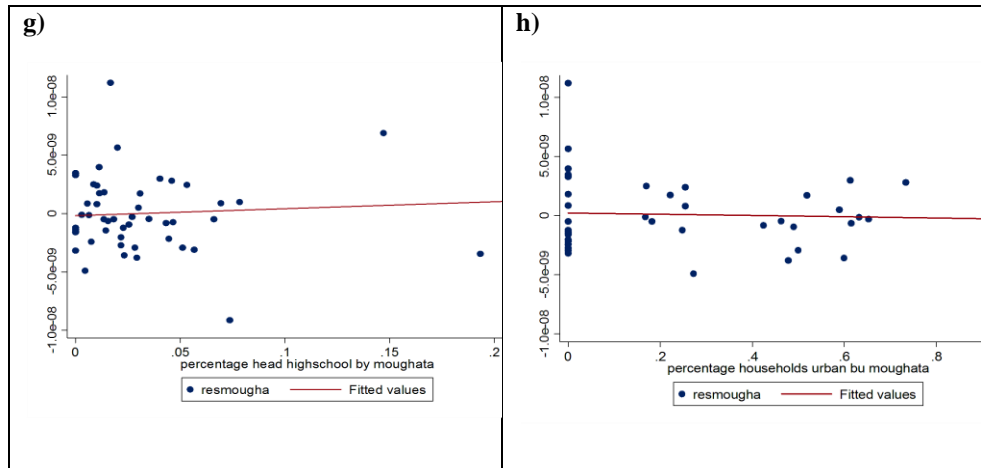 g)
1.0e-08
5.0e-09
0
-5.0e-09
-1.0e-08
0
.05
.1
.15
.2
percentage head highschool by moughata
resmougha
Fitted values
h)
1.0e-08
5.0e-09
0
-5.0e-09
-1.0e-08
0
.2
.4
.6
.8
percentage households urban bu moughata
resmougha
Fitted values